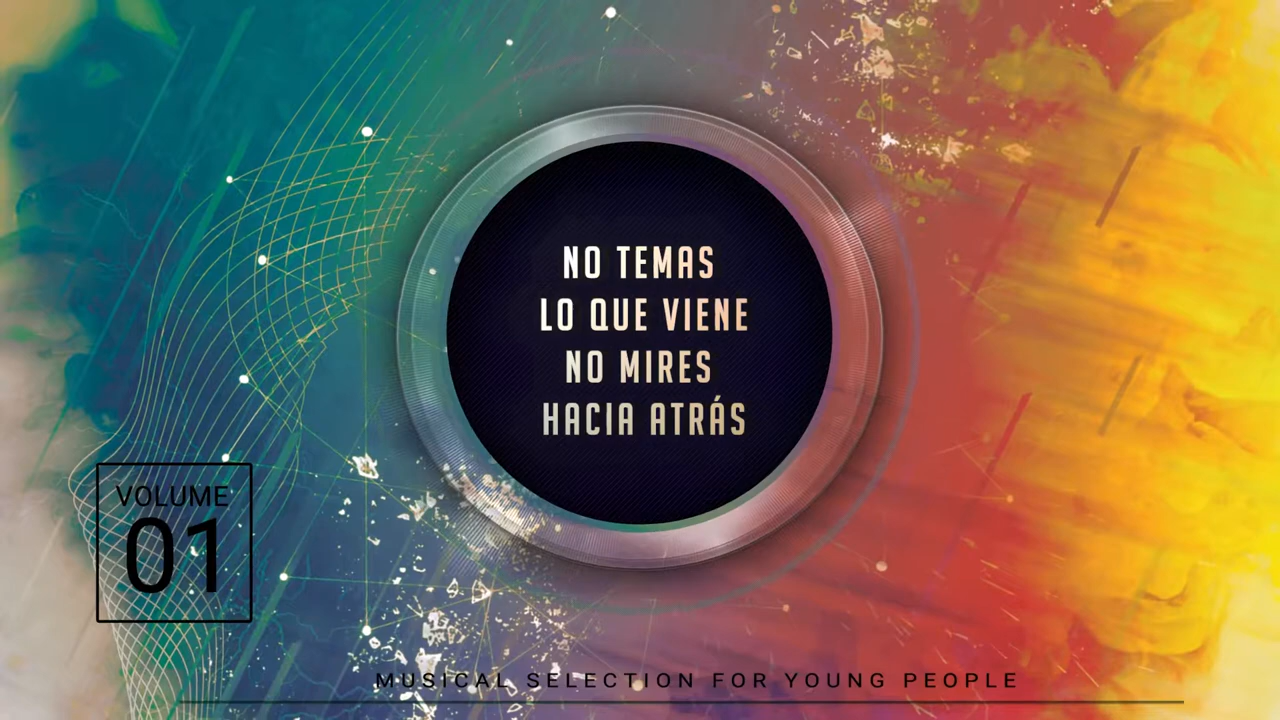 NO TEMAS
LO QUE VIENE
NO MIRES
HACIA ATRÁS
VOLUME
01
MUSICAL SELECTION FOR YOUNG PEOPLE